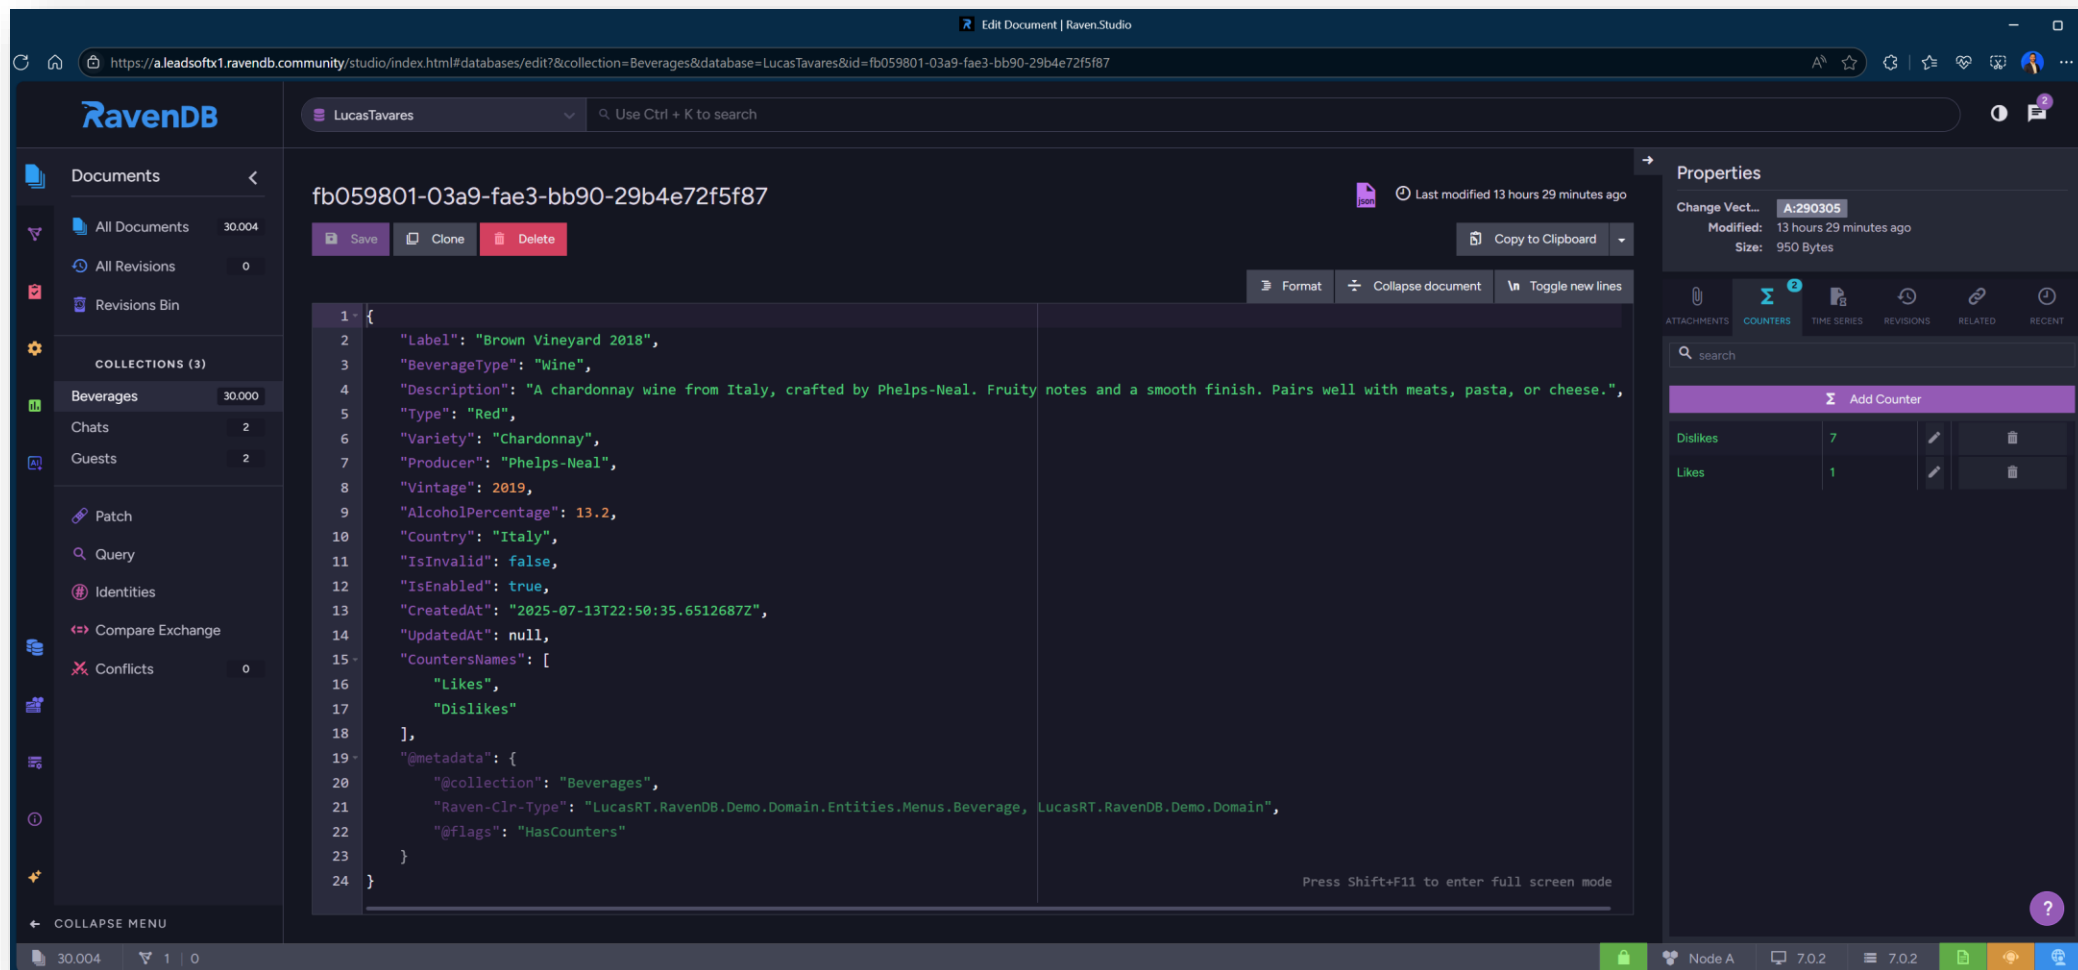 Edit Document | Raven.Studio
https://a.leadsoftx1.ravendb.community/studio/index.html#databases/edit?&collection=Beverages&database=LucasTavares&id=fb059801-03a9-fae3-bb90-29b4e72f5f87
RavenDB
LucasTavares
Use Ctrl + K to search
2
Documents
All Documents 30.004
All Revisions 0
Revisions Bin
COLLECTIONS (3)
Beverages 30.000
Chats 2
Guests 2
Patch
Query
Identities
Compare Exchange
Conflicts 0
COLLAPSE MENU
fb059801-03a9-fae3-bb90-29b4e72f5f87
json
Last modified 13 hours 29 minutes ago
Save Clone Delete
Copy to Clipboard
Format Collapse document \n Toggle new lines
1 {
2 "Label": "Brown Vineyard 2018",
3 "BeverageType": "Wine",
4 "Description": "A chardonnay wine from Italy, crafted by Phelps-Neal. Fruity notes and a smooth finish. Pairs well with meats, pasta, or cheese.",
5 "Type": "Red",
6 "Variety": "Chardonnay",
7 "Producer": "Phelps-Neal",
8 "Vintage": 2019,
9 "AlcoholPercentage": 13.2,
10 "Country": "Italy",
11 "IsInvalid": false,
12 "IsEnabled": true,
13 "CreatedAt": "2025-07-13T22:50:35.6512687Z",
14 "UpdatedAt": null,
15 "CountersNames": [
16 "Likes",
17 "Dislikes"
18 ],
19 "@metadata": {
20 "@collection": "Beverages",
21 "Raven-Clr-Type": "LucasRT.RavenDB.Demo.Domain.Entities.Menus.Beverage, LucasRT.RavenDB.Demo.Domain",
22 "@flags": "HasCounters"
23 }
24 }
Press Shift+F11 to enter full screen mode
Properties
Change Vect... A:290305
Modified: 13 hours 29 minutes ago
Size: 950 Bytes
2
ATTACHMENTS COUNTERS TIME SERIES REVISIONS RELATED RECENT
search
Add Counter
Dislikes 7
Likes 1
?
30.004 1 | 0
Node A 7.0.2 7.0.2